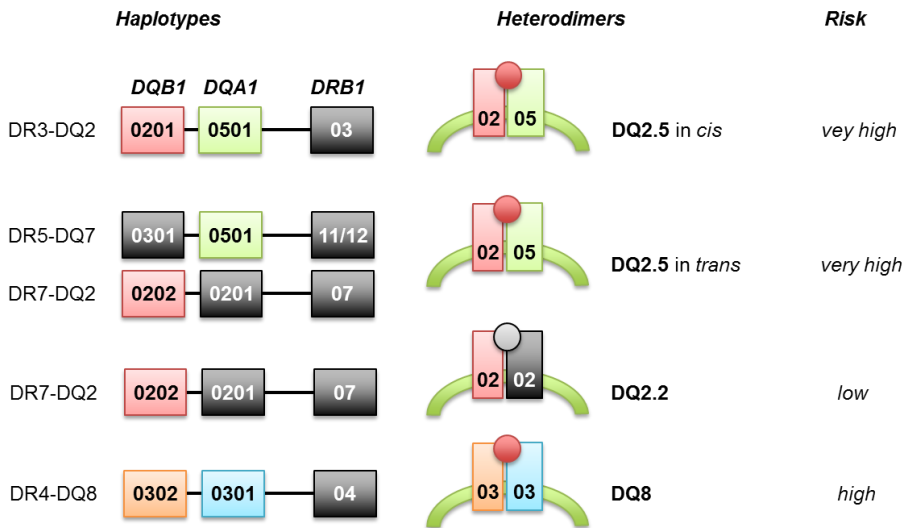 Haplotypes Heterodimers Risk
DQB1 DQA1 DRB1
DR3-DQ2 0201 0501 03 02 05 DQ2.5 in cis vey high
DR5-DQ7 0301 0501 11/12
02 05 DQ2.5 in trans very high
DR7-DQ2 0202 0201 07
DR7-DQ2 0202 0201 07 02 02 DQ2.2 low
DR4-DQ8 0302 0301 04 03 03 DQ8 high